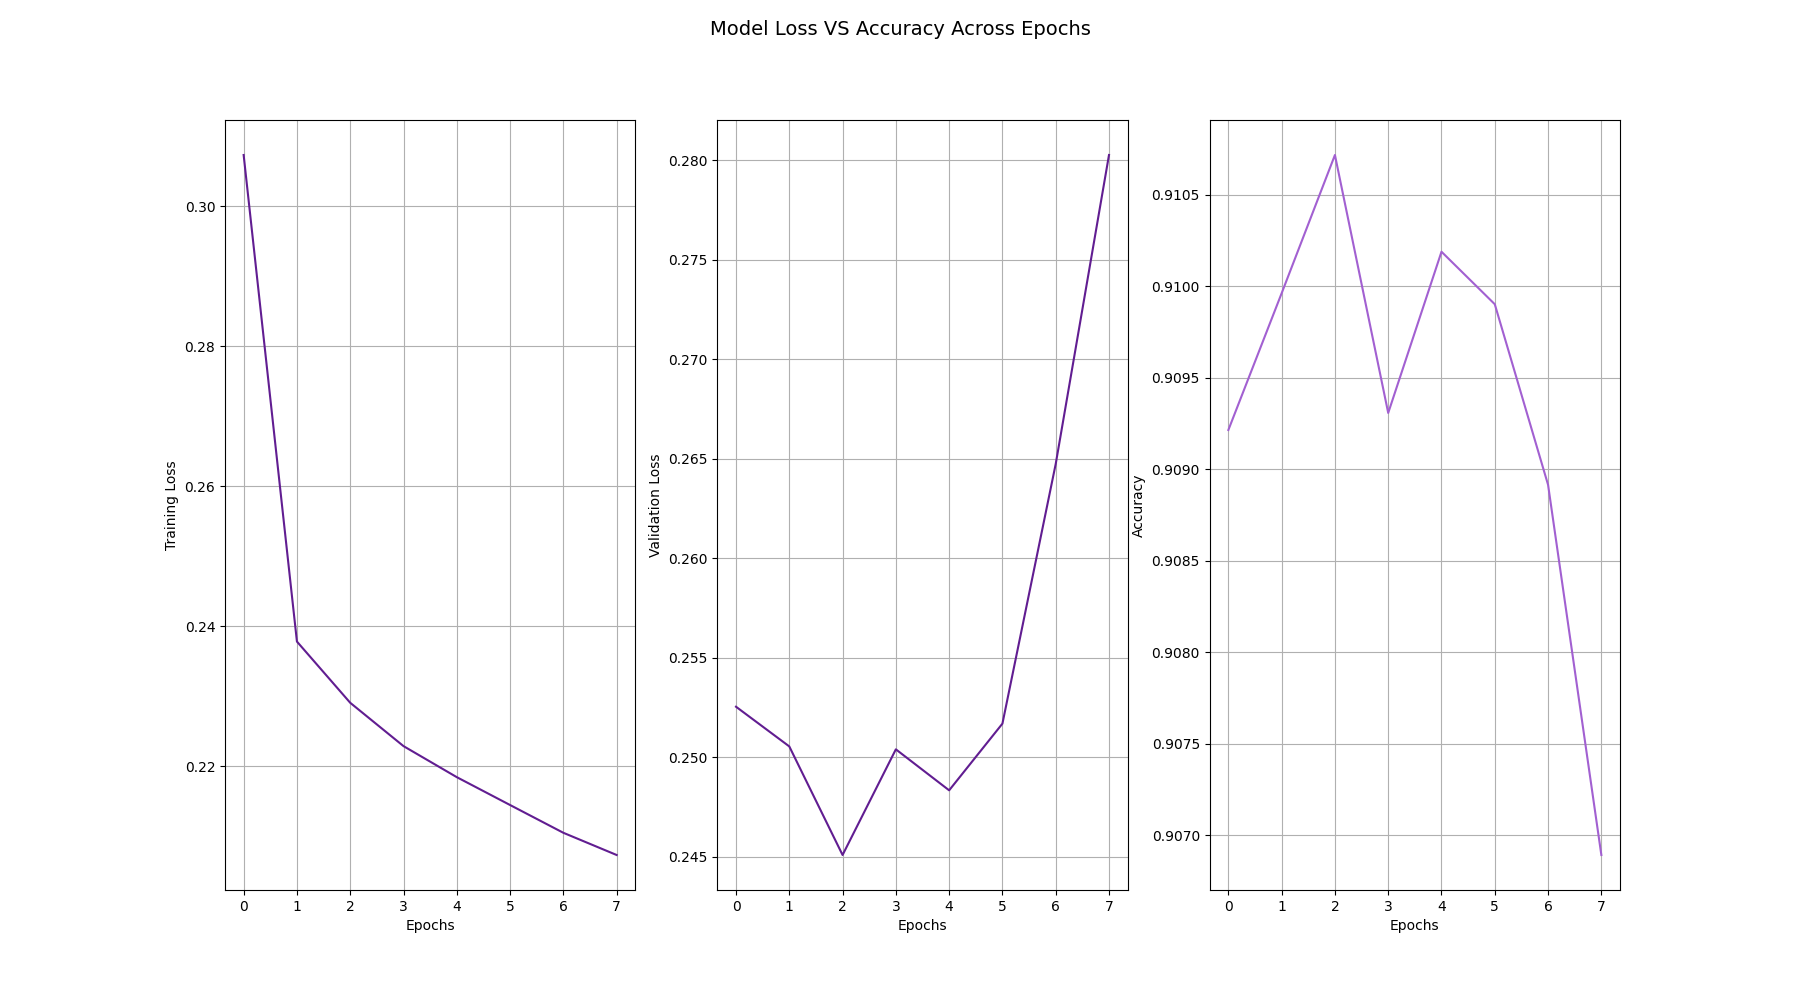 Model Loss VS Accuracy Across Epochs
Training Loss
0.30
0.28
0.26
0.24
0.22
0 1 2 3 4 5 6 7
Epochs
Validation Loss
0.280
0.275
0.270
0.265
0.260
0.255
0.250
0.245
0 1 2 3 4 5 6 7
Epochs
Accuracy
0.9105
0.9100
0.9095
0.9090
0.9085
0.9080
0.9075
0.9070
0 1 2 3 4 5 6 7
Epochs